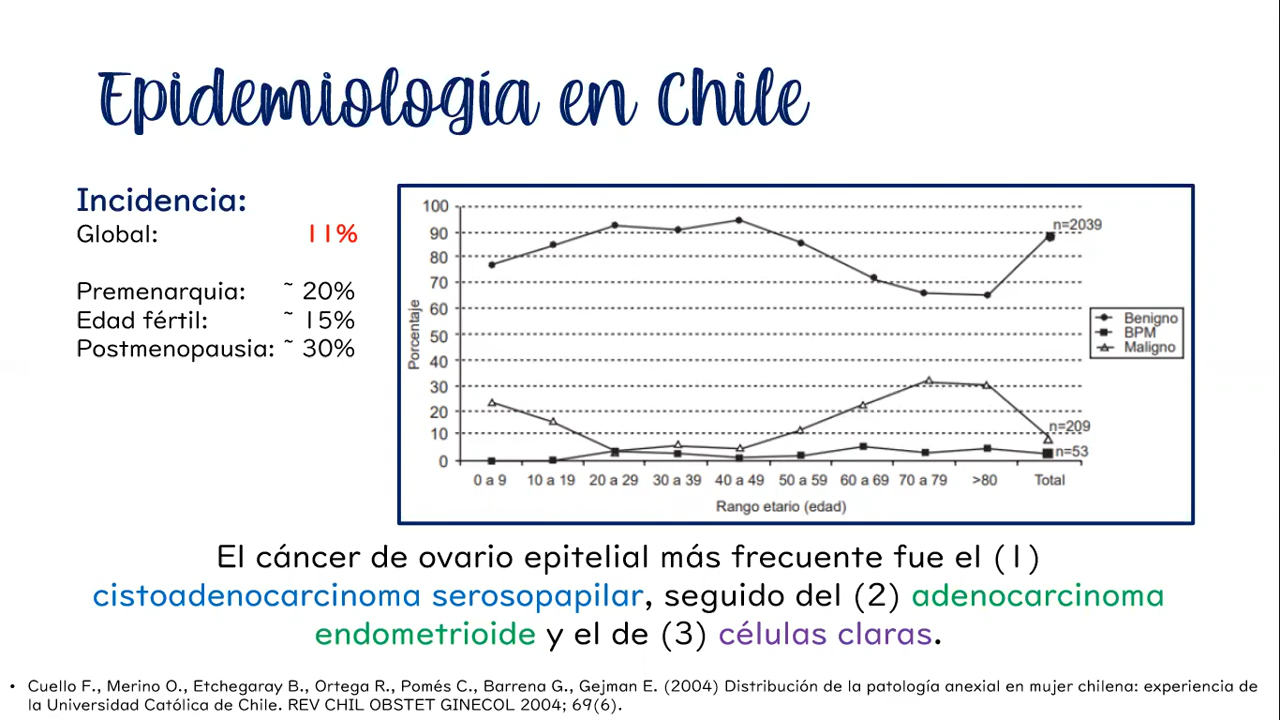 Epidemiología en Chile
Incidencia:
Global: 11%
Premenarquia: ~ 20%
Edad fértil: ~ 15%
Postmenopausia: ~ 30%
100
90
80
70
60
50
40
30
20
10
0
Porcentaje
n=2039
n=209
n=53
Benigno
BPM
Maligno
0 a 9 10 a 19 20 a 29 30 a 39 40 a 49 50 a 59 60 a 69 70 a 79 >80 Total
Rango etario (edad)
El cáncer de ovario epitelial más frecuente fue el (1)
cistoadenocarcinoma serosopapilar, seguido del (2) adenocarcinoma
endometrioide y el de (3) células claras.
• Cuello F., Merino O., Etchegaray B., Ortega R., Pomés C., Barrena G., Gejman E. (2004) Distribución de la patología anexial en mujer chilena: experiencia de
la Universidad Católica de Chile. REV CHIL OBSTET GINECOL 2004; 69(6).